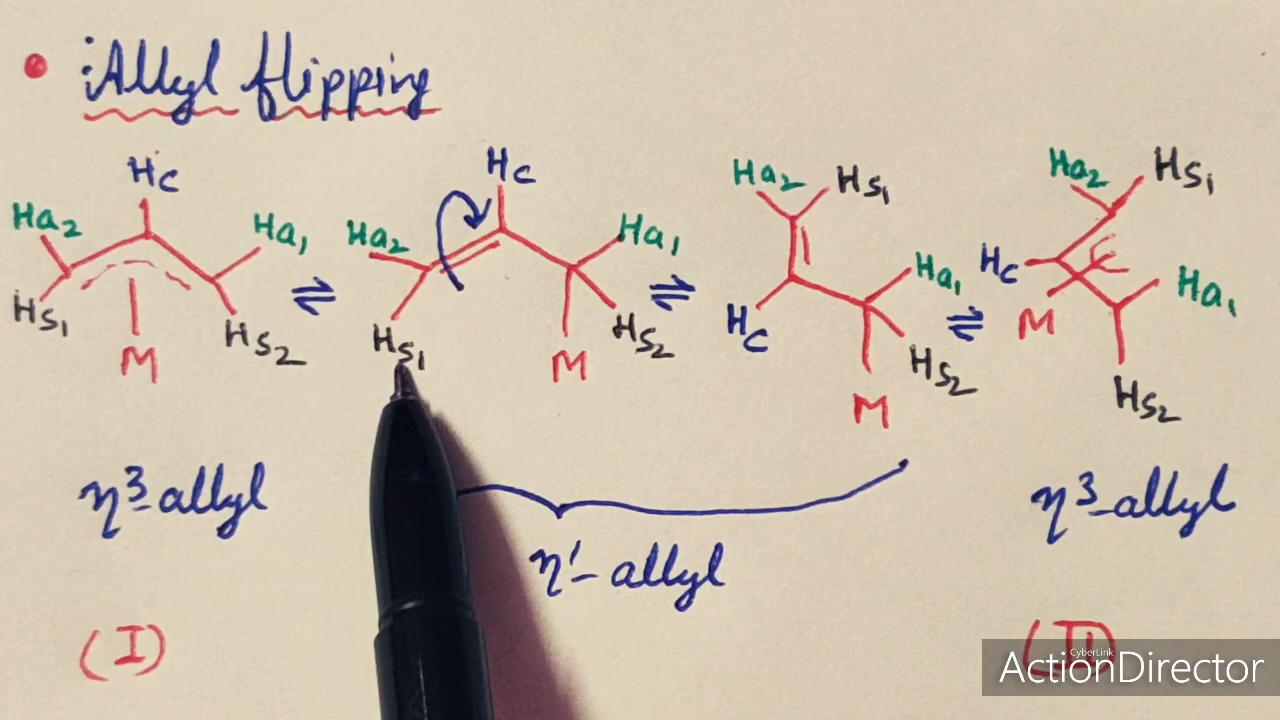 • Allyl flipping
Hc Hc Ha2 Hs1 Ha2 Hs1
Ha2 Ha1 Ha2 Ha1 Ha1 Hc Ha1
Hs1 Hs2 ⇌ Hs1 Hs2 ⇌ Hc Hs2 ⇌ Hs2
M M M M
η³-allyl η'-allyl η³-allyl
(I) (II)
CyberLink
ActionDirector